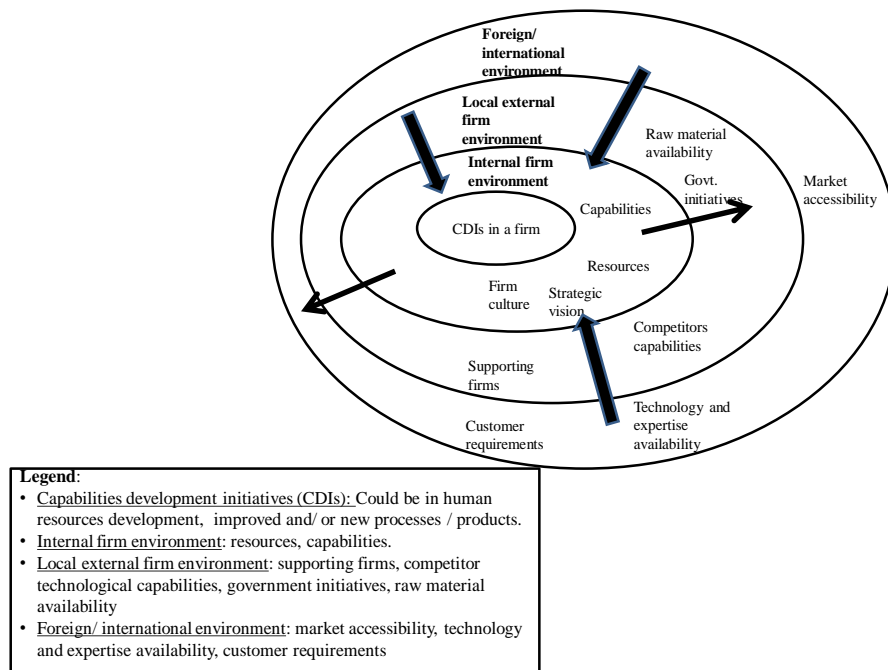 Foreign/
international
environment
Local external
firm
environment
Internal firm
environment
Raw material
availability
Govt.
initiatives
Market
accessibility
Capabilities
CDIs in a firm
Resources
Firm
culture
Strategic
vision
Competitors
capabilities
Supporting
firms
Customer
requirements
Technology and
expertise
availability
Legend:
• Capabilities development initiatives (CDIs): Could be in human
resources development, improved and/ or new processes / products.
• Internal firm environment: resources, capabilities.
• Local external firm environment: supporting firms, competitor
technological capabilities, government initiatives, raw material
availability
• Foreign/ international environment: market accessibility, technology
and expertise availability, customer requirements